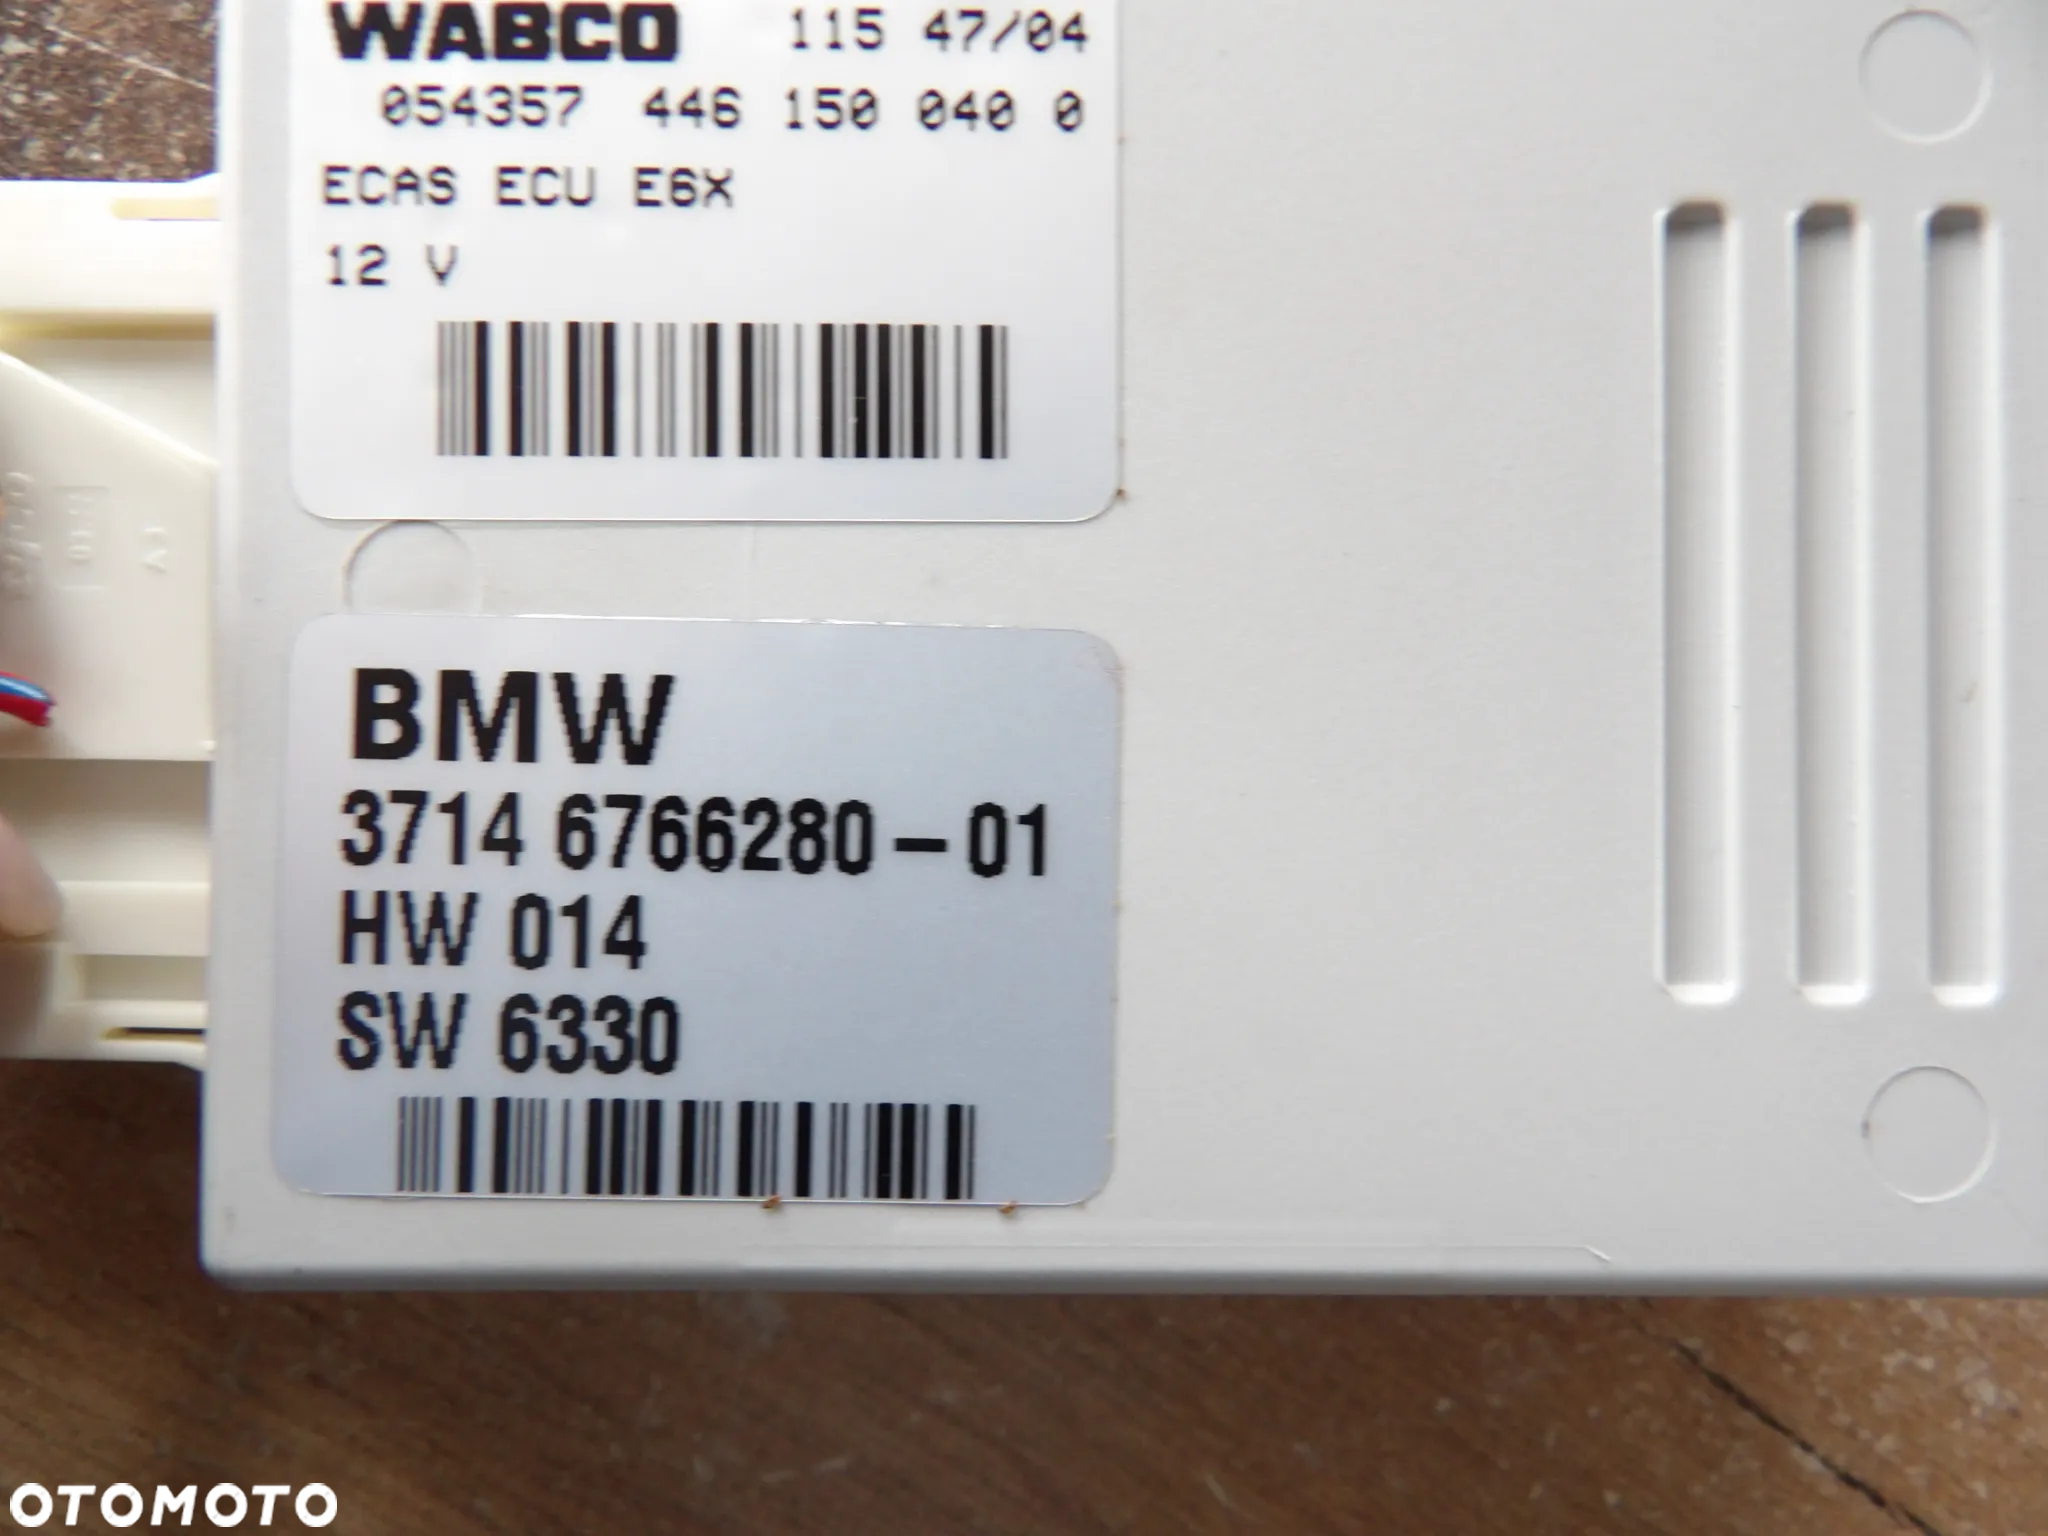 WABCO 115 47/04
054357 446 150 040 0
ECAS ECU E6X
12 V
BMW
3714 6766280-01
HW 014
SW 6330
OTOMOTO